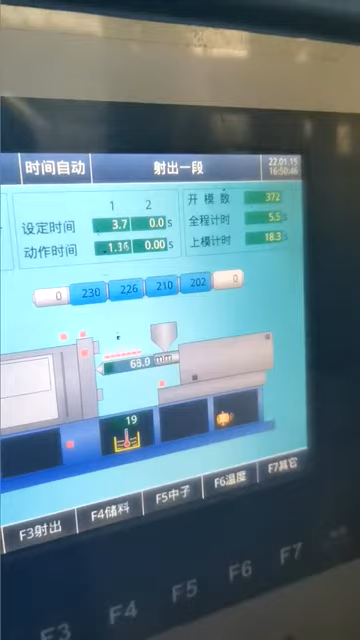 时间自动 射出一段 22.01.15
16:50:46
1 2
设定时间 3.7 0.0 s
动作时间 1.16 0.00 s
开模数 372
全程计时 5.5 s
上模计时 18.3 s
0 230 226 210 202 0
68.9 mm
19
F3射出 F4储料 F5中子 F6温度 F7其它
F3 F4 F5 F6 F7